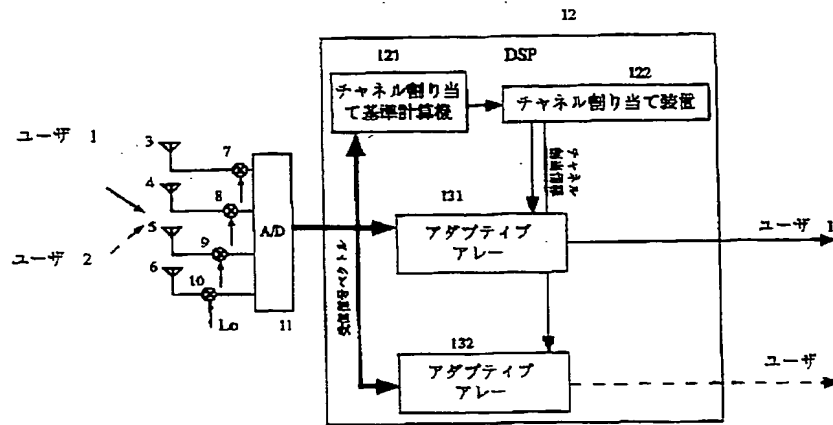 12
121
DSP
122
チャネル割り当
て基準計算機
チャネル割り当て装置
ユーザ 1
3
7
4
8
5
9
ユーザ 2
6
10
A/D
Lo
11
受信信号ベクトル
チャネル
131
アダプティブ
アレー
ユーザ 1
132
アダプティブ
アレー
ユーザ